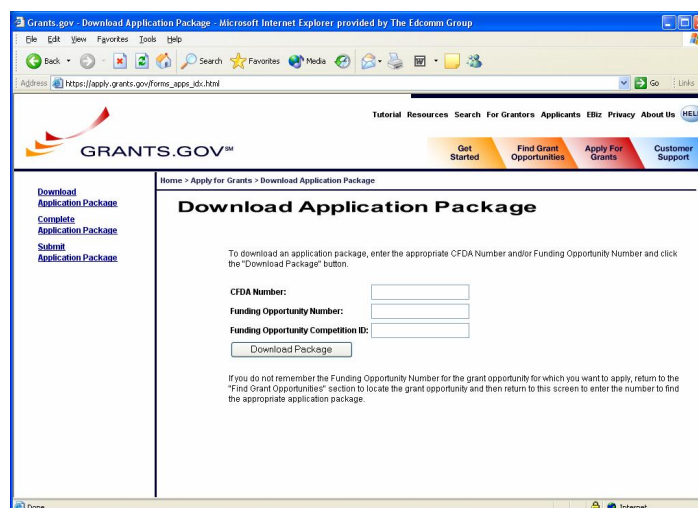 Grants.gov - Download Application Package - Microsoft Internet Explorer provided by The Edcomm Group
File Edit View Favorites Tools Help
Back Search Favorites Media
Address https://apply.grants.gov/forms_apps_idx.html Go Links
Tutorial Resources Search For Grantors Applicants EBiz Privacy About Us HEL
GRANTS.GOV℠
Get Started
Find Grant Opportunities
Apply For Grants
Customer Support
Home > Apply for Grants > Download Application Package
Download
Application Package
Complete
Application Package
Submit
Application Package
Download Application Package
To download an application package, enter the appropriate CFDA Number and/or Funding Opportunity Number and click
the "Download Package" button.
CFDA Number:
Funding Opportunity Number:
Funding Opportunity Competition ID:
Download Package
If you do not remember the Funding Opportunity Number for the grant opportunity for which you want to apply, return to the
"Find Grant Opportunities" section to locate the grant opportunity and then return to this screen to enter the number to find
the appropriate application package.
Done Internet